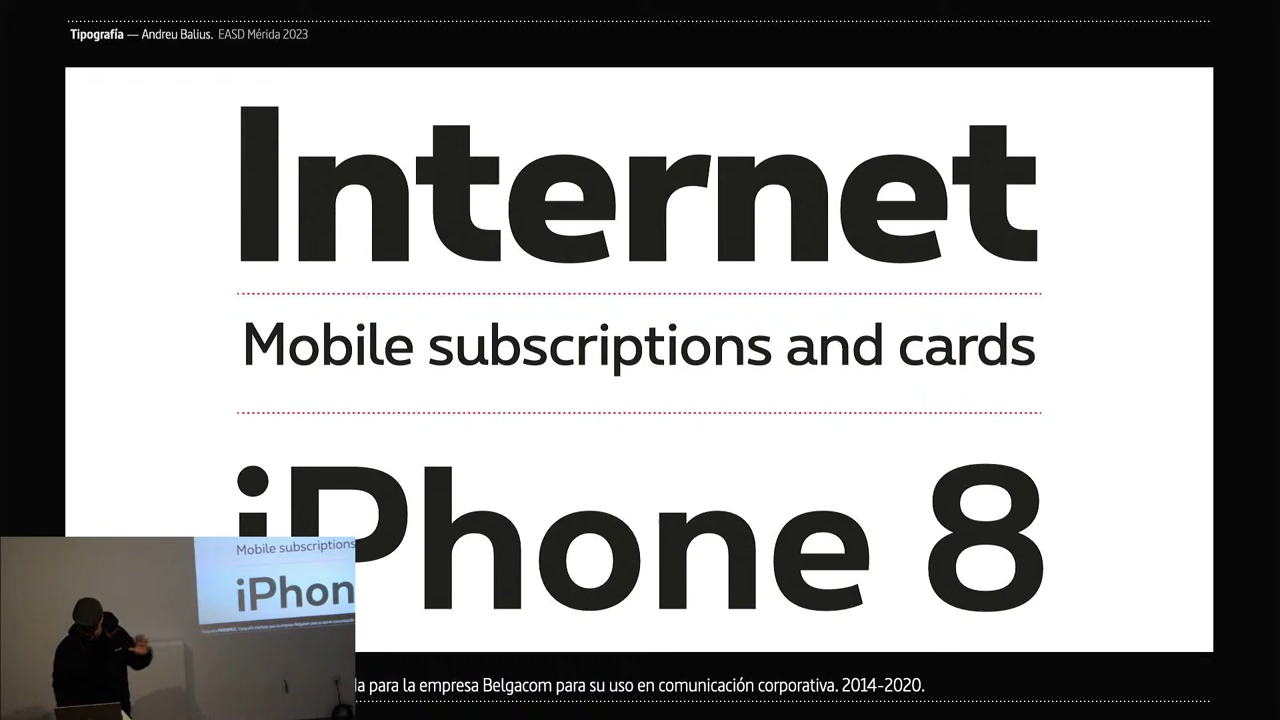 Tipografía — Andreu Balius. EASD Mérida 2023
Internet
Mobile subscriptions and cards
iPhone 8
Mobile subscriptions
iPhon
para la empresa Belgacom para su uso en comunicación corporativa. 2014-2020.